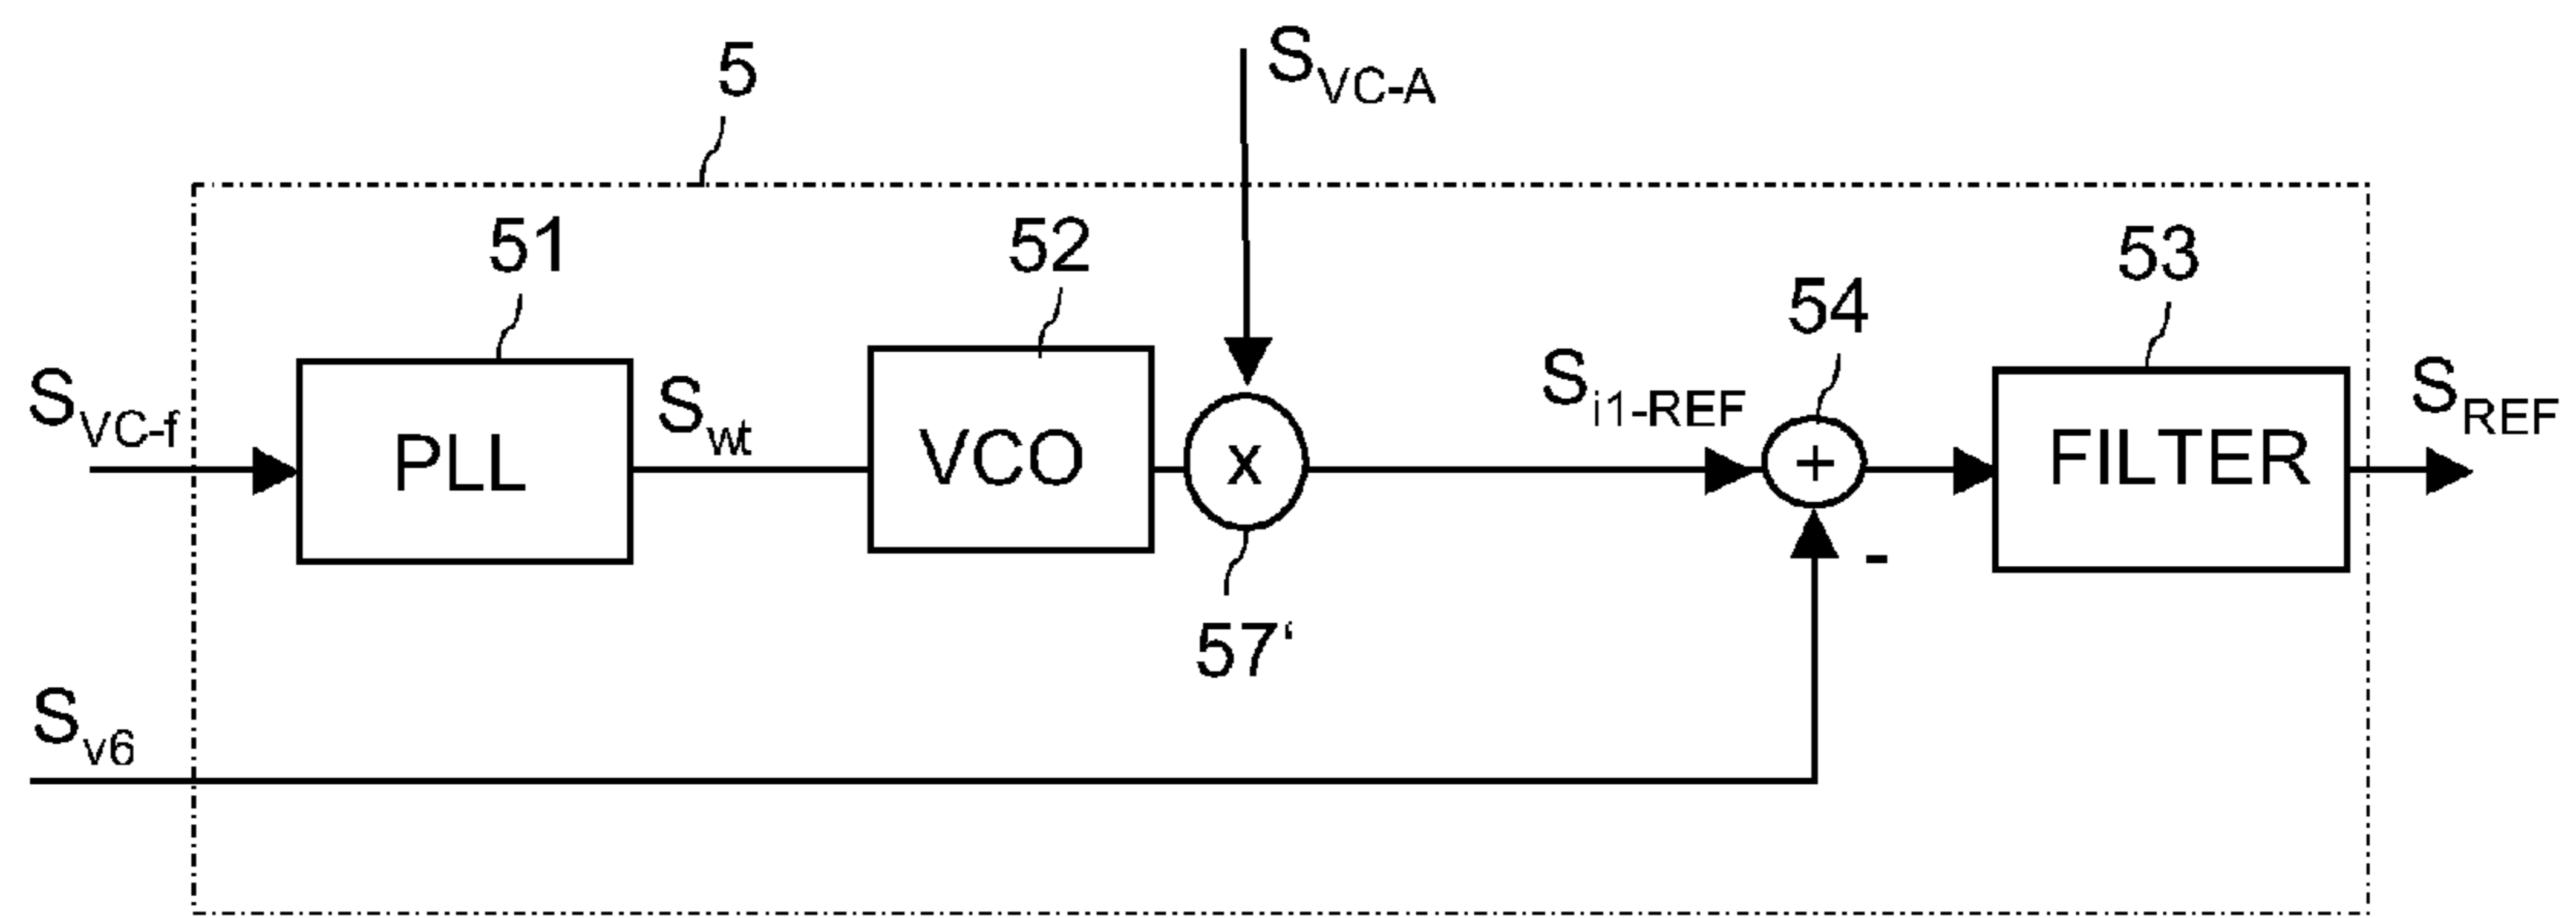 5
S_VC-A
51
52
53
54
S_VC-f
PLL
S_wt
VCO
x
S_i1-REF
+
FILTER
S_REF
-
57‘
S_v6